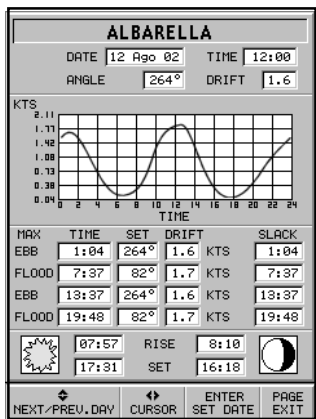 ALBARELLA
DATE 12 Ago 02 TIME 12:00
ANGLE 264° DRIFT 1.6
KTS
2.11
1.77
1.42
1.08
0.73
0.38
0.04
0 2 4 6 8 10 12 14 16 18 20 22 24
TIME
MAX TIME SET DRIFT SLACK
EBB 1:04 264° 1.6 KTS 1:04
FLOOD 7:37 82° 1.7 KTS 7:37
EBB 13:37 264° 1.6 KTS 13:37
FLOOD 19:48 82° 1.7 KTS 19:48
07:57 RISE 8:10
17:31 SET 16:18
NEXT/PREV.DAY CURSOR ENTER SET DATE PAGE EXIT